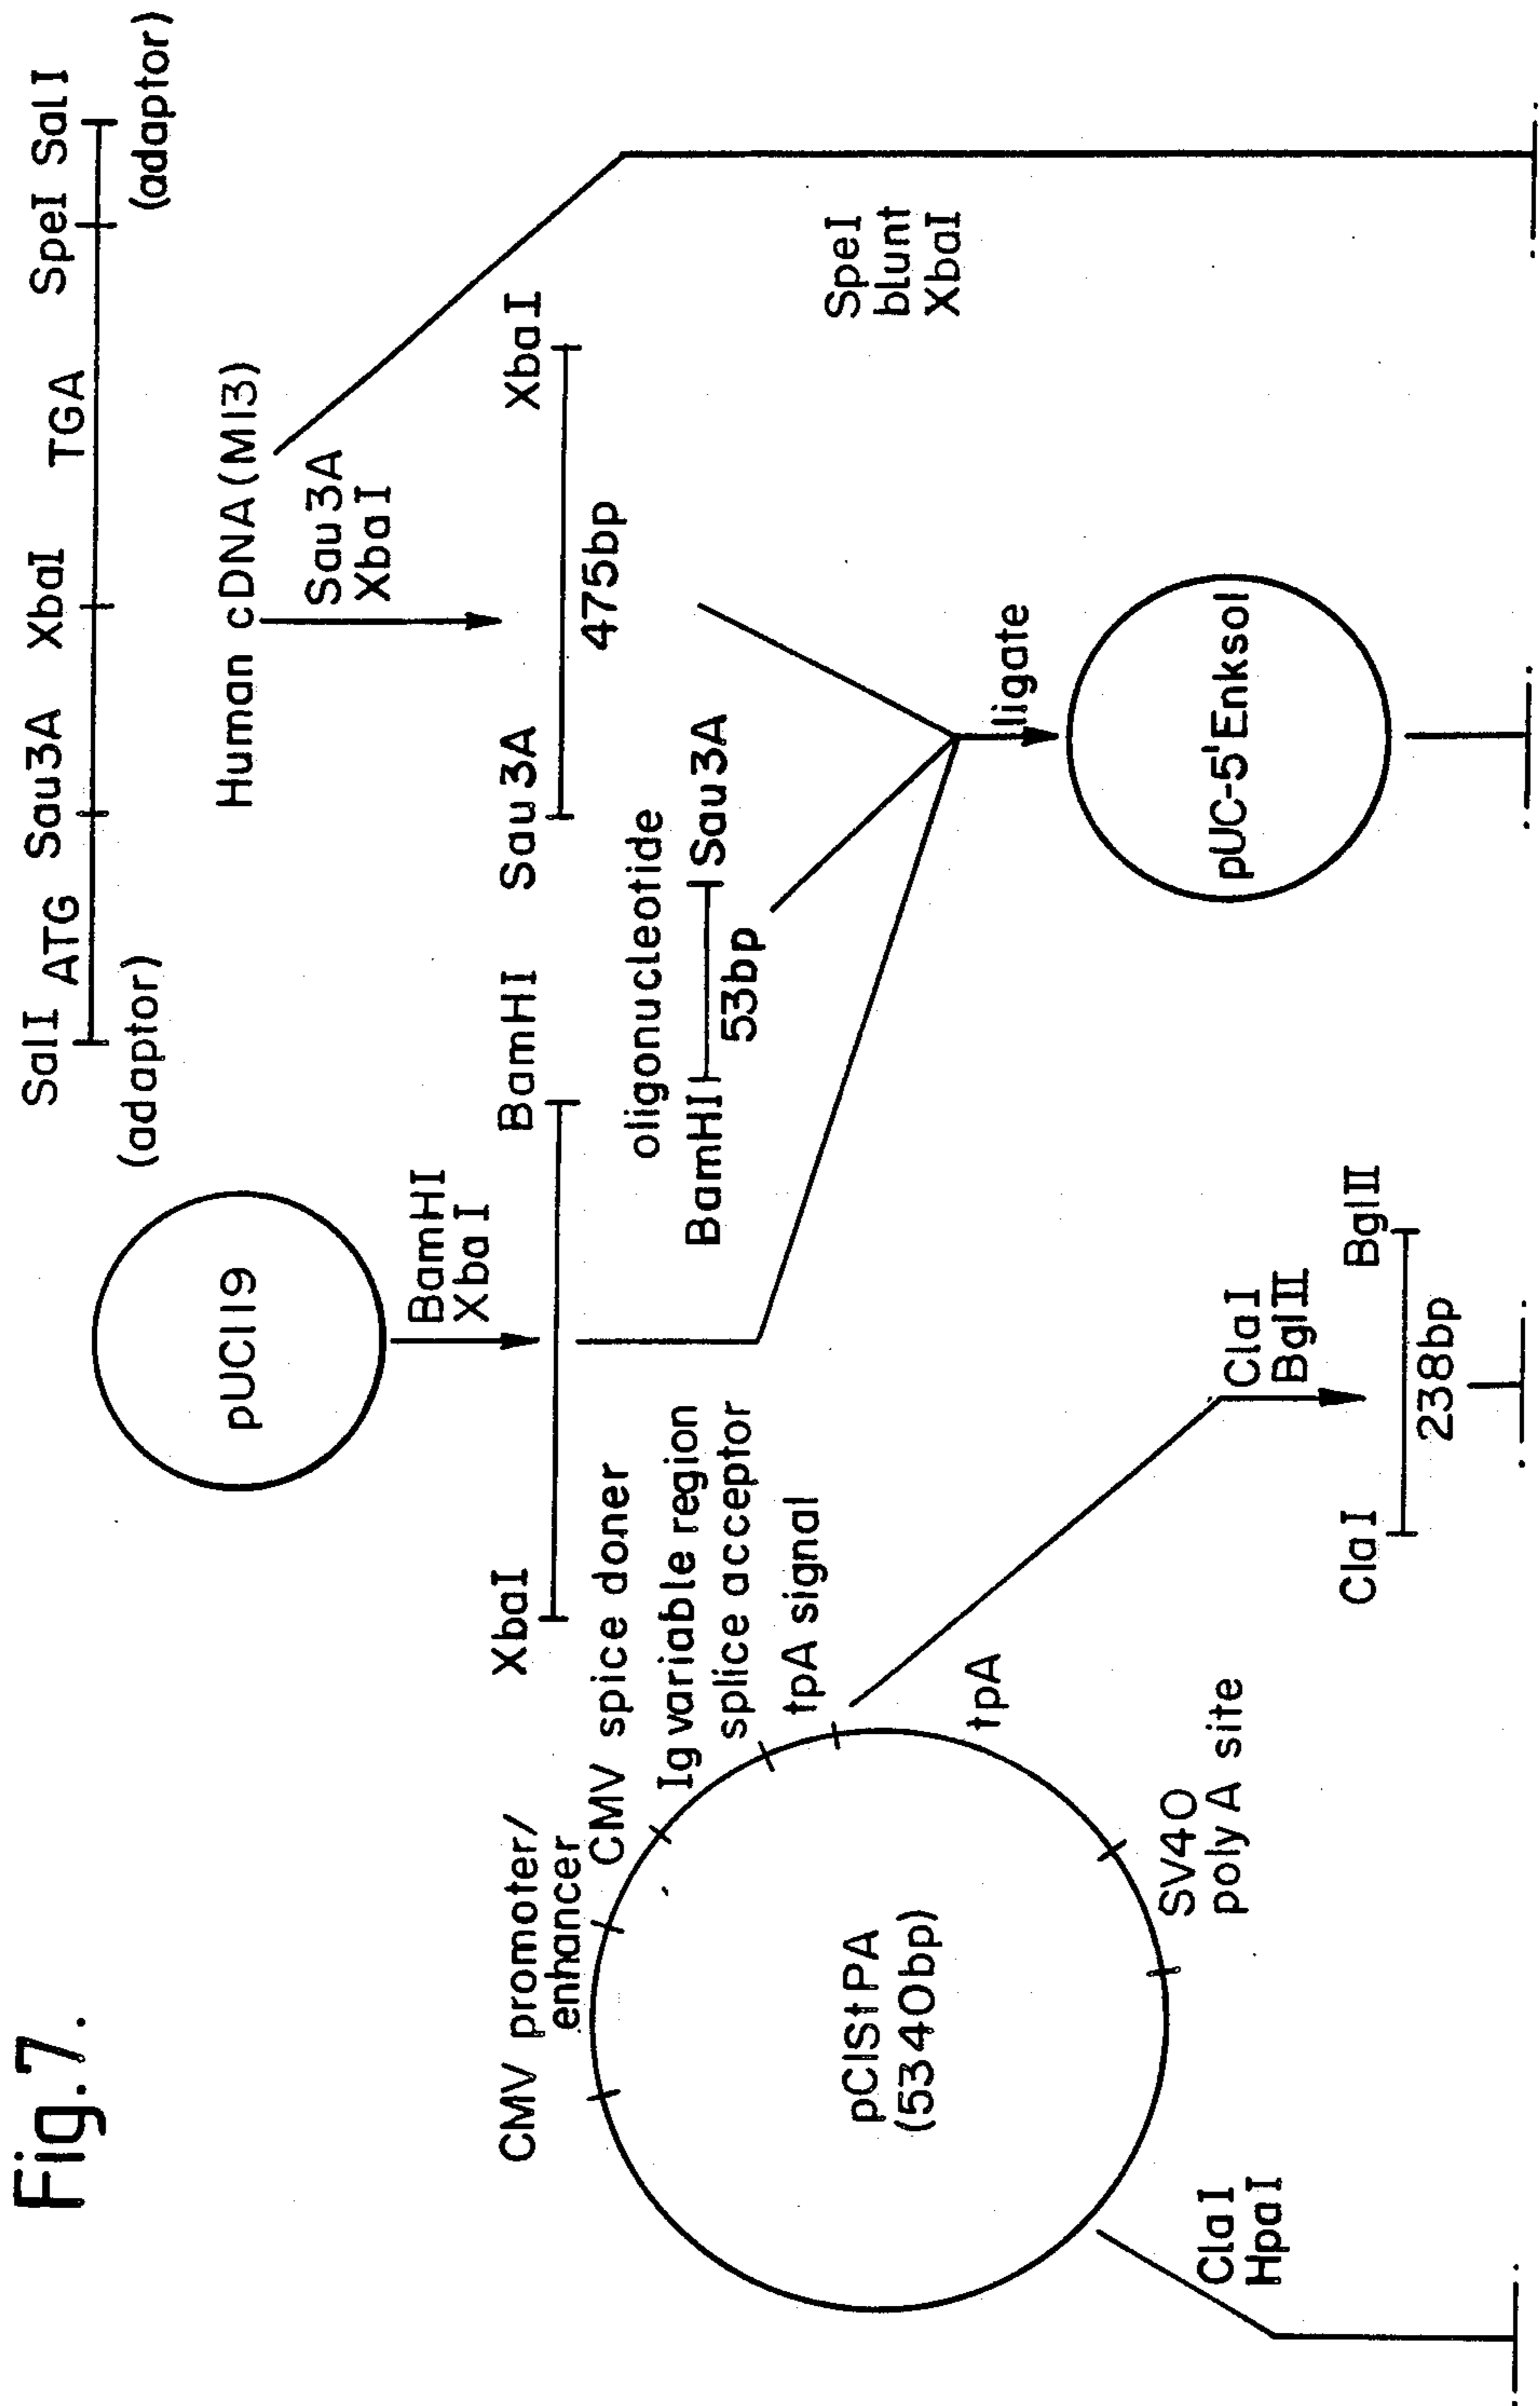 Fig.7.
SalI ATG Sau3A XbaI TGA SpeI SalI
(adaptor) (adaptor)
pUC119
Human cDNA(M13)
BamHI
XbaI
Sau3A
XbaI
XbaI BamHI
Sau3A XbaI
475bp
CMV promoter/
enhancer
CMV spice doner
Ig variable region
splice acceptor
tpA signal
tpA
SV40
poly A site
pCIStPA
(5340bp)
oligonucleotide
BamHI Sau3A
53bp
ligate
SpeI
blunt
XbaI
pUC-5'Enksol
ClaI
HpaI
ClaI
BglII
ClaI BglII
238bp